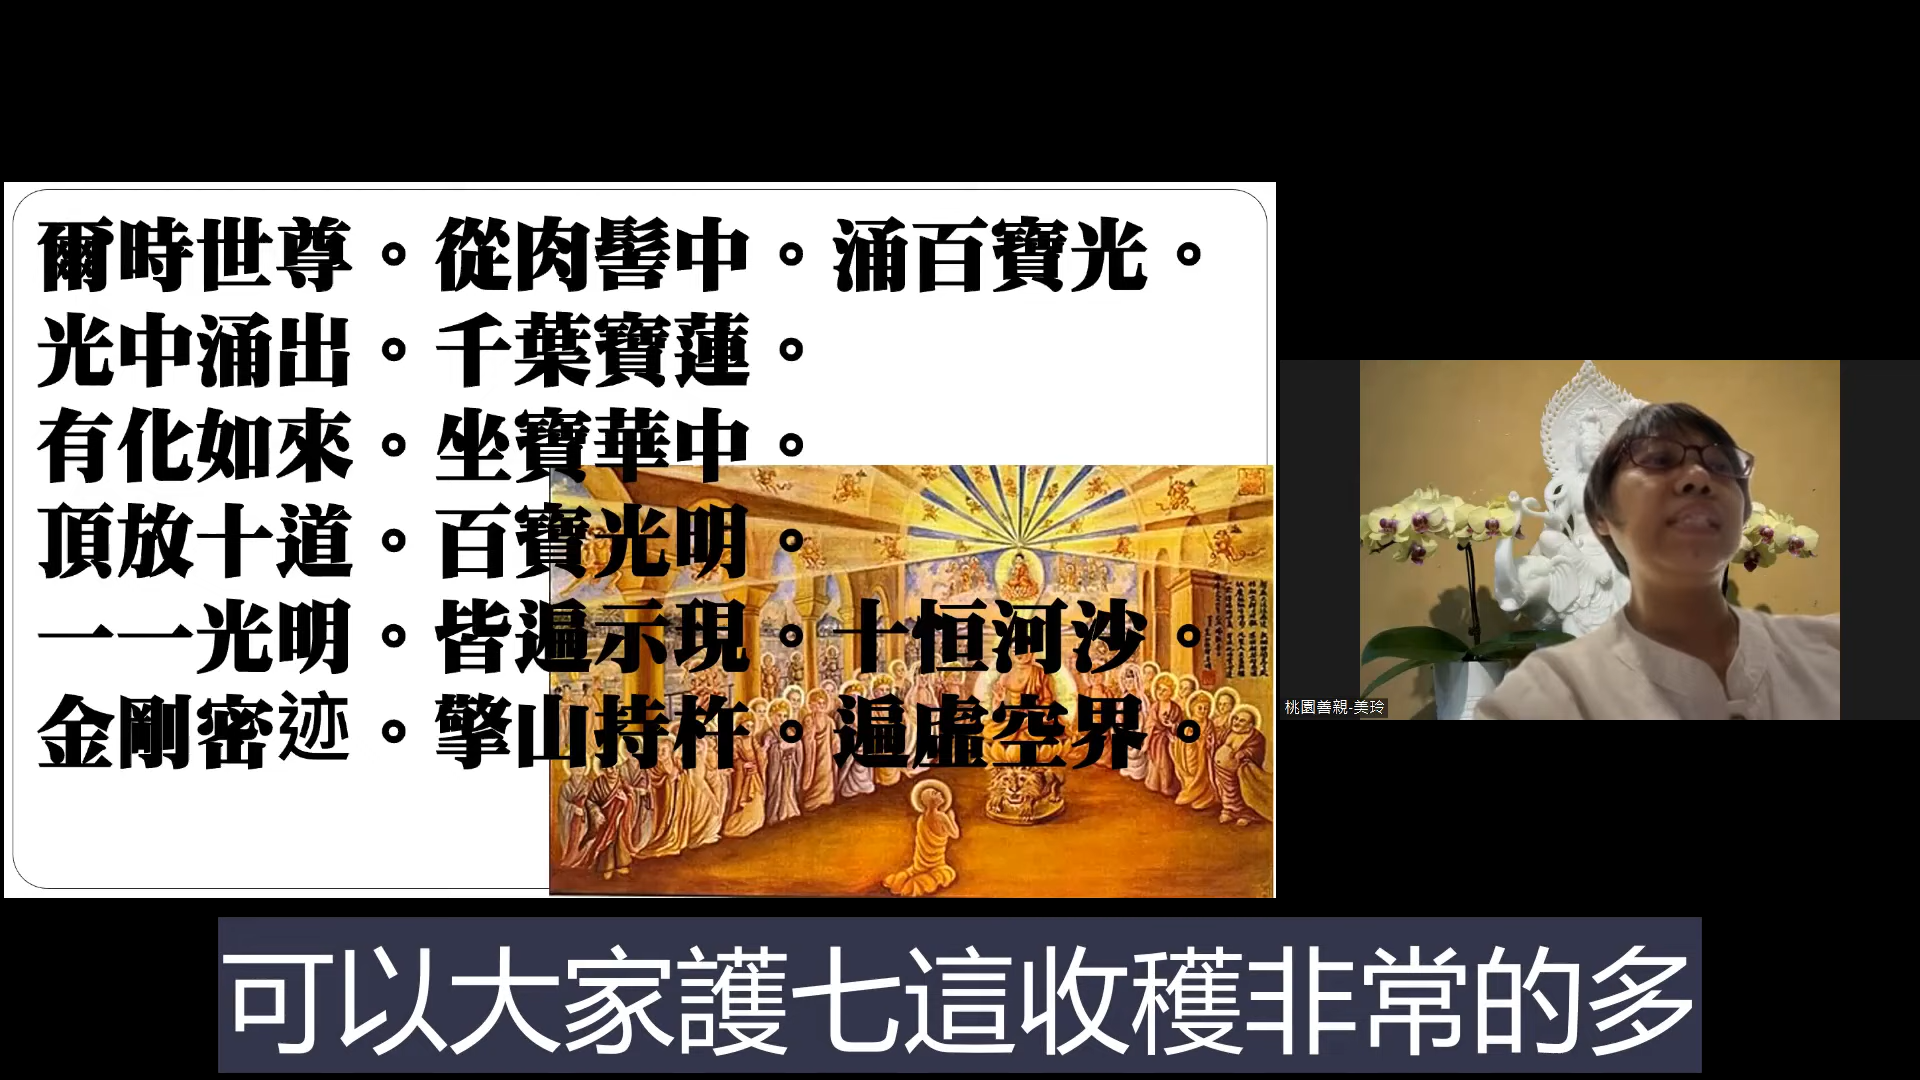 爾時世尊。從肉髻中。涌百寶光。
光中涌出。千葉寶蓮。
有化如來。坐寶華中。
頂放十道。百寶光明。
一一光明。皆遍示現。十恒河沙。
金剛密迹。擎山持杵。遍虛空界。
桃園善親-美玲
可以大家護七這收穫非常的多